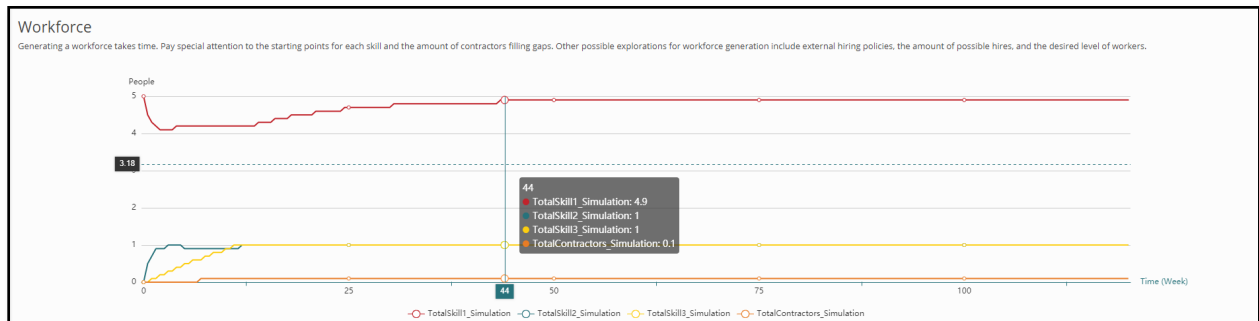 Workforce
Generating a workforce takes time. Pay special attention to the starting points for each skill and the amount of contractors filling gaps. Other possible explorations for workforce generation include external hiring policies, the amount of possible hires, and the desired level of workers.
People
5
4
3.18
2
1
0
44
TotalSkill1_Simulation: 4.9
TotalSkill2_Simulation: 1
TotalSkill3_Simulation: 1
TotalContractors_Simulation: 0.1
Time (Week)
0 25 44 50 75 100
TotalSkill1_Simulation TotalSkill2_Simulation TotalSkill3_Simulation TotalContractors_Simulation